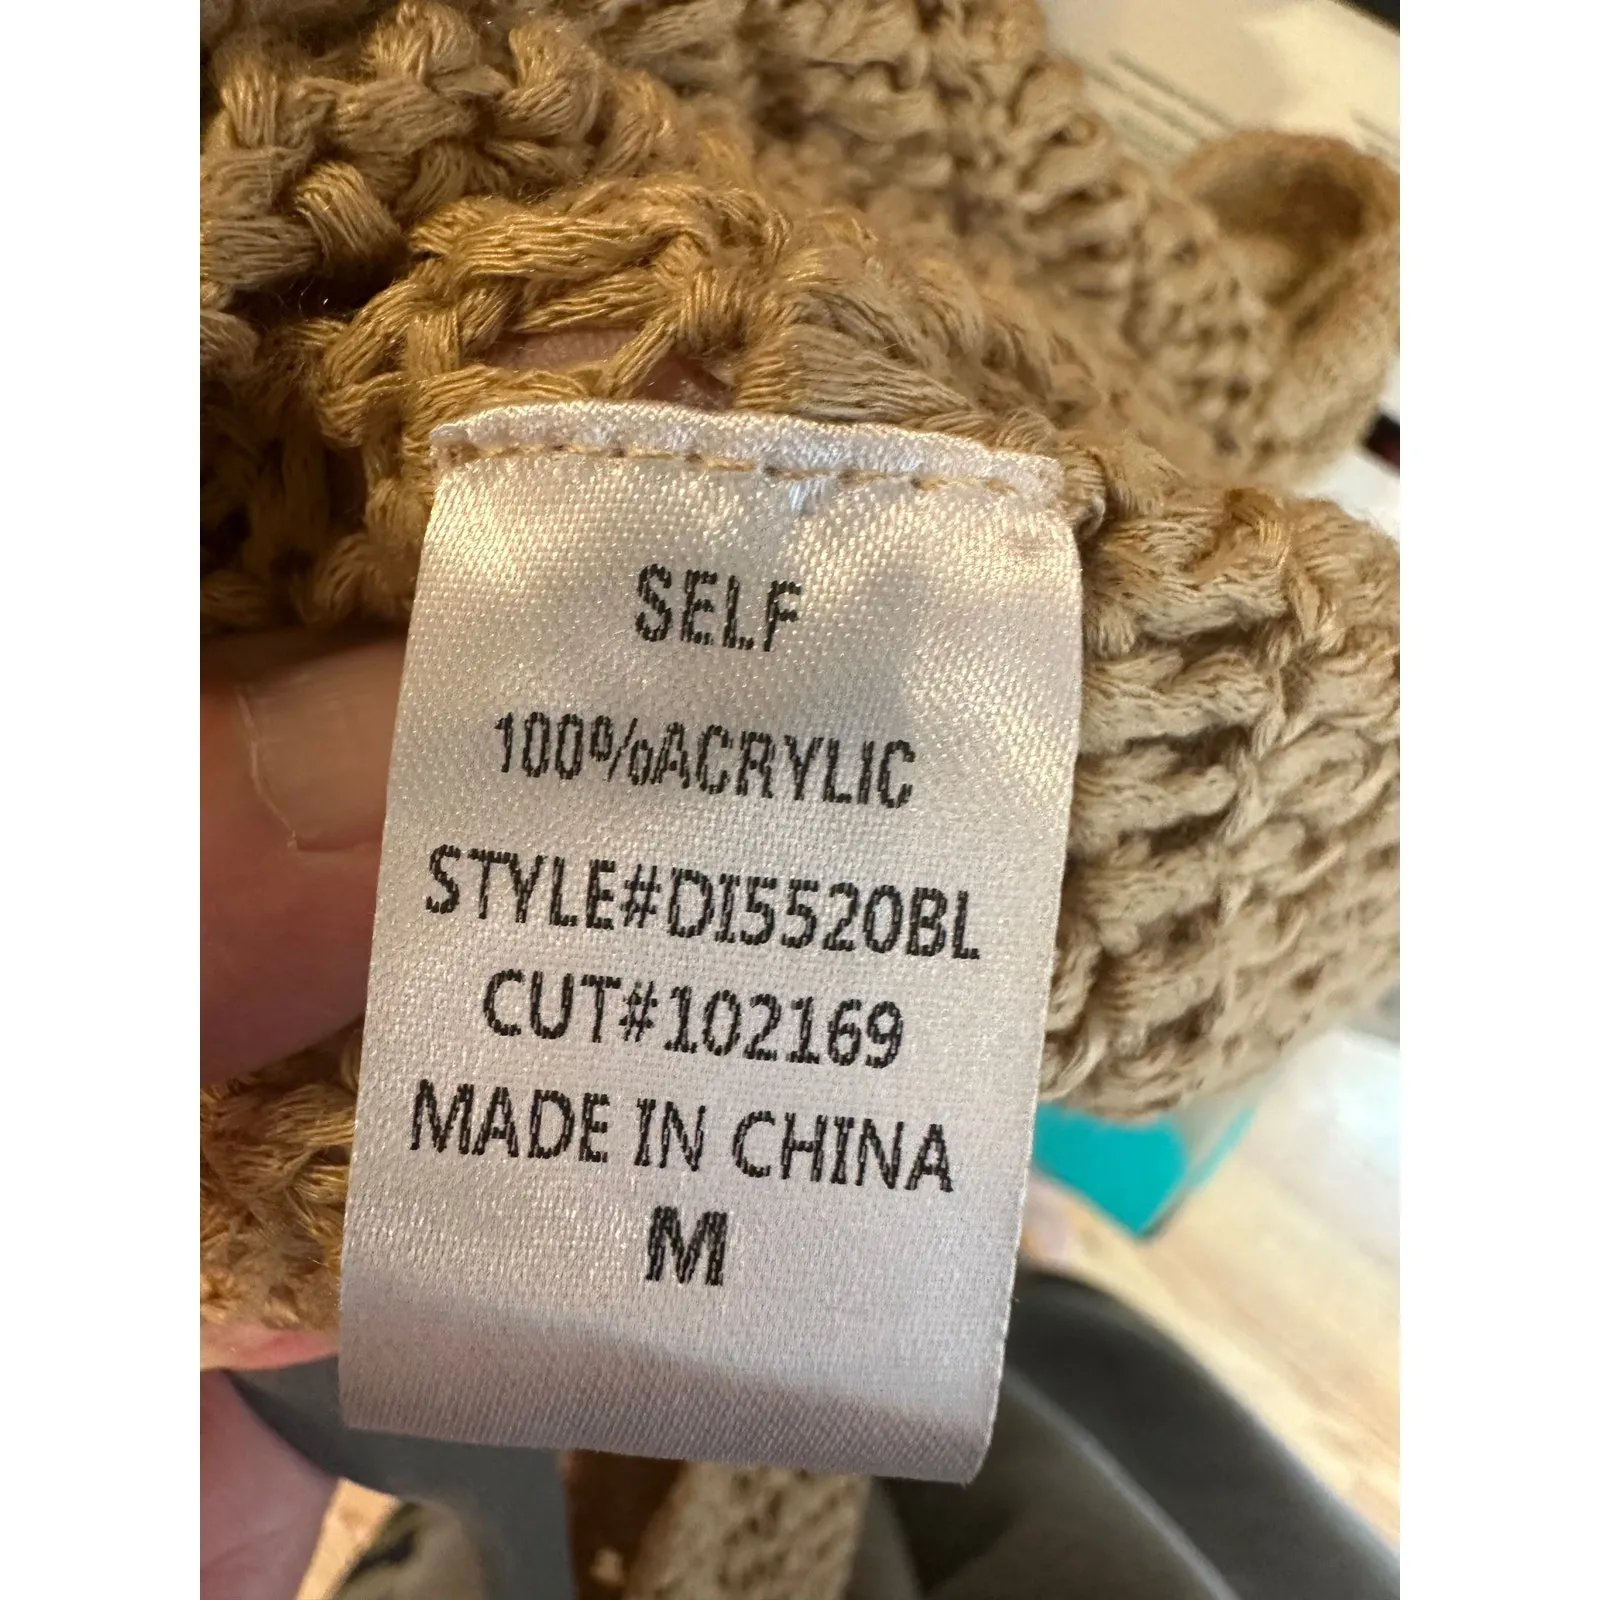 SELF
100%ACRYLIC
STYLE#DI5520BL
CUT#102169
MADE IN CHINA
M